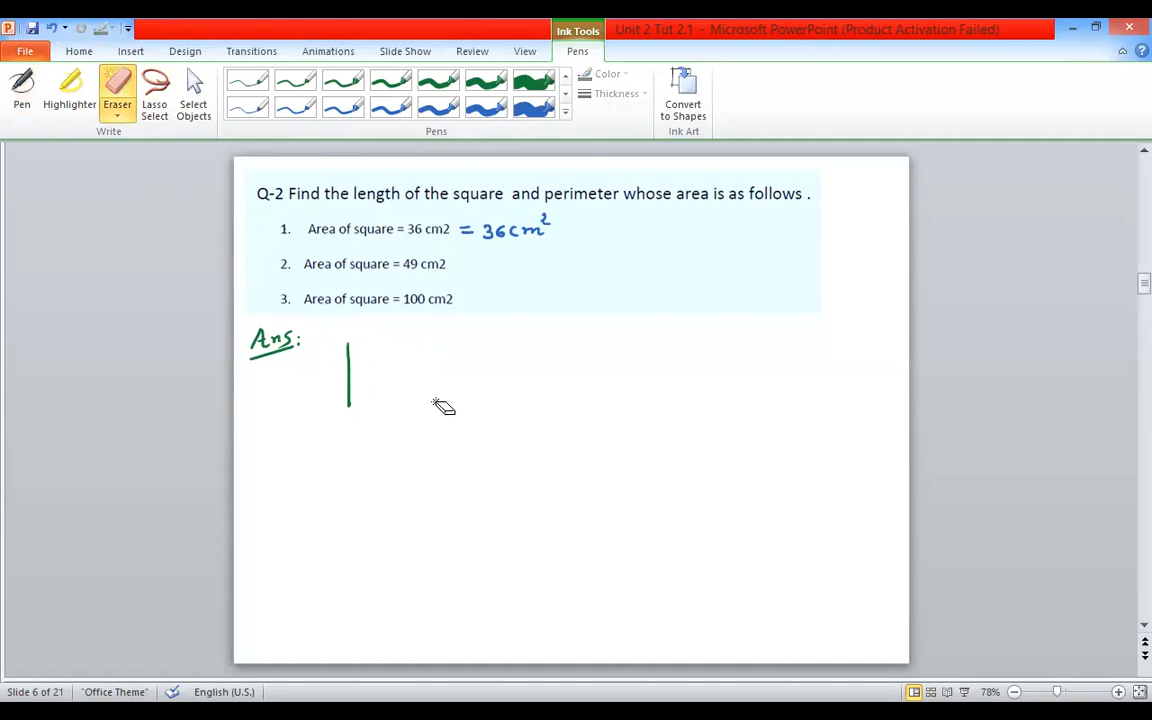 Ink Tools
Unit 2 Tut 2.1 - Microsoft PowerPoint (Product Activation Failed)
File Home Insert Design Transitions Animations Slide Show Review View Pens
Pen Highlighter Eraser Lasso Select Select Objects
Color
Thickness
Convert to Shapes
Write Pens Ink Art
Q-2 Find the length of the square and perimeter whose area is as follows .
1. Area of square = 36 cm2 = 36cm²
2. Area of square = 49 cm2
3. Area of square = 100 cm2
Ans:
Slide 6 of 21 "Office Theme" English (U.S.) 78%